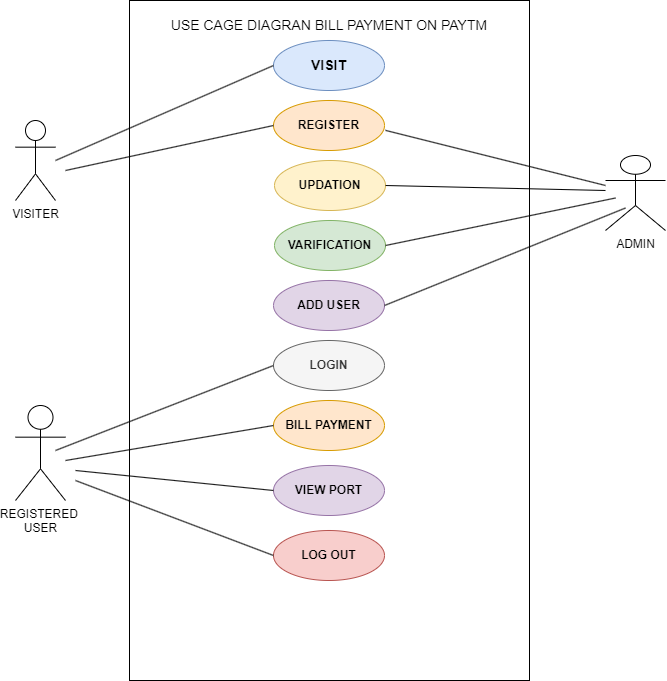 USE CAGE DIAGRAN BILL PAYMENT ON PAYTM
VISIT
REGISTER
UPDATION
VARIFICATION
ADD USER
LOGIN
BILL PAYMENT
VIEW PORT
LOG OUT
VISITER
ADMIN
REGISTERED
USER